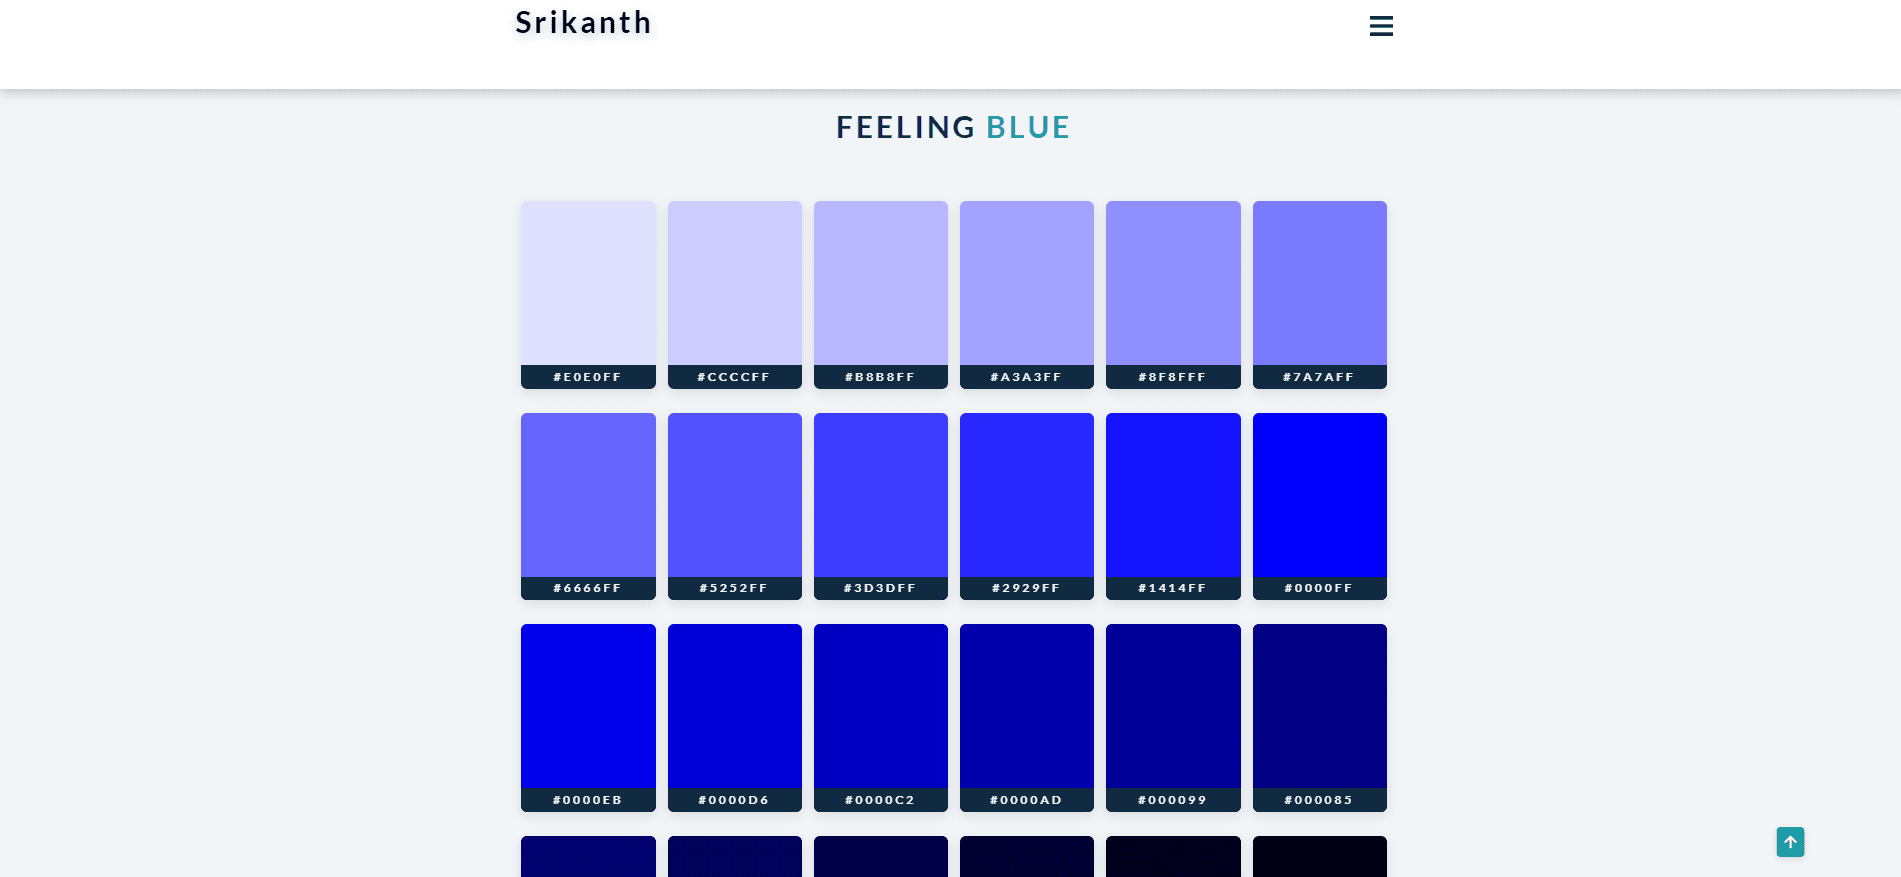 Srikanth
FEELING BLUE
#E0E0FF #CCCCFF #B8B8FF #A3A3FF #8F8FFF #7A7AFF
#6666FF #5252FF #3D3DFF #2929FF #1414FF #0000FF
#0000EB #0000D6 #0000C2 #0000AD #000099 #000085